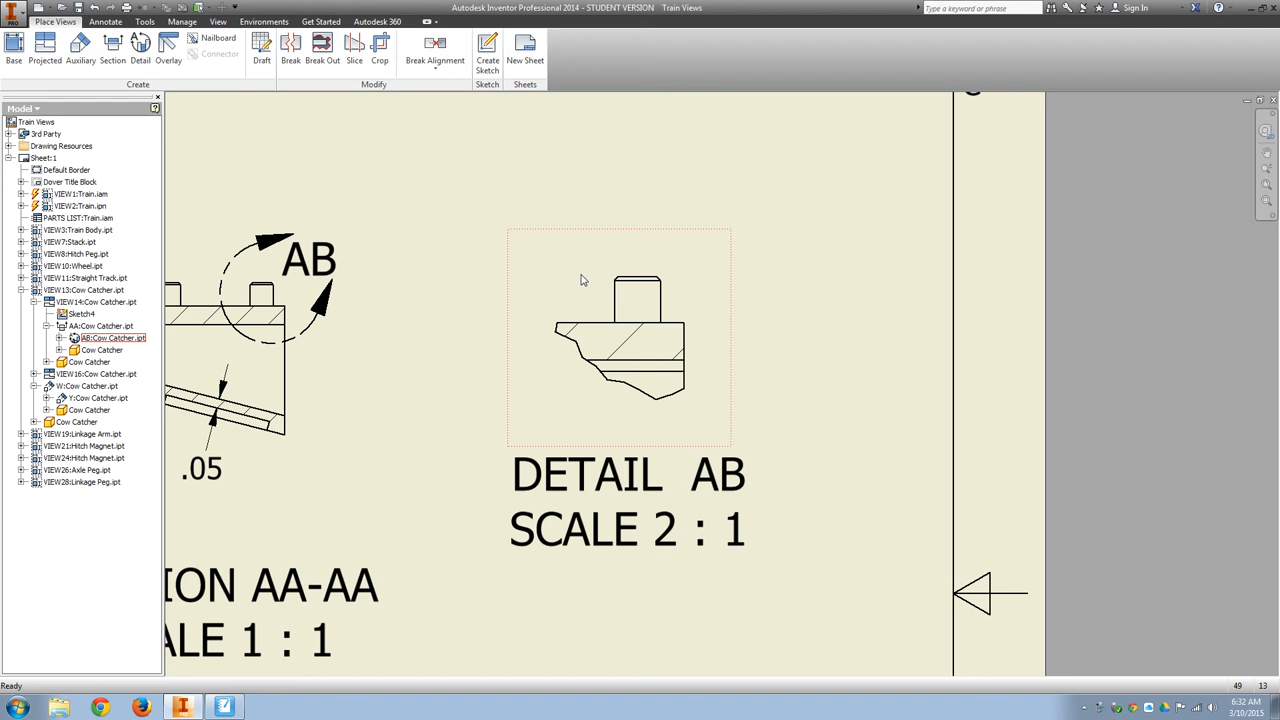 Autodesk Inventor Professional 2014 - STUDENT VERSION Train Views
Type a keyword or phrase
Sign In
PRO
Place Views
Annotate
Tools
Manage
View
Environments
Get Started
Autodesk 360
Base
Projected
Auxiliary
Section
Detail
Overlay
Nailboard
Connector
Draft
Break
Break Out
Slice
Crop
Break Alignment
Create
Sketch
New Sheet
Create
Modify
Sketch
Sheets
Model
Train Views
3rd Party
Drawing Resources
Sheet:1
Default Border
Dover Title Block
VIEW1:Train.iam
VIEW2:Train.ipn
PARTS LIST:Train.iam
VIEW3:Train Body.ipt
VIEW7:Stack.ipt
VIEW8:Hitch Peg.ipt
VIEW10:Wheel.ipt
VIEW11:Straight Track.ipt
VIEW13:Cow Catcher.ipt
VIEW14:Cow Catcher.ipt
Sketch4
AA:Cow Catcher.ipt
AB:Cow Catcher.ipt
Cow Catcher
Cow Catcher
VIEW16:Cow Catcher.ipt
W:Cow Catcher.ipt
Y:Cow Catcher.ipt
Cow Catcher
Cow Catcher
VIEW19:Linkage Arm.ipt
VIEW21:Hitch Magnet.ipt
VIEW24:Hitch Magnet.ipt
VIEW26:Axle Peg.ipt
VIEW28:Linkage Peg.ipt
AB
.05
DETAIL AB
SCALE 2 : 1
ION AA-AA
ALE 1 : 1
Ready
49
13
6:32 AM
3/10/2015